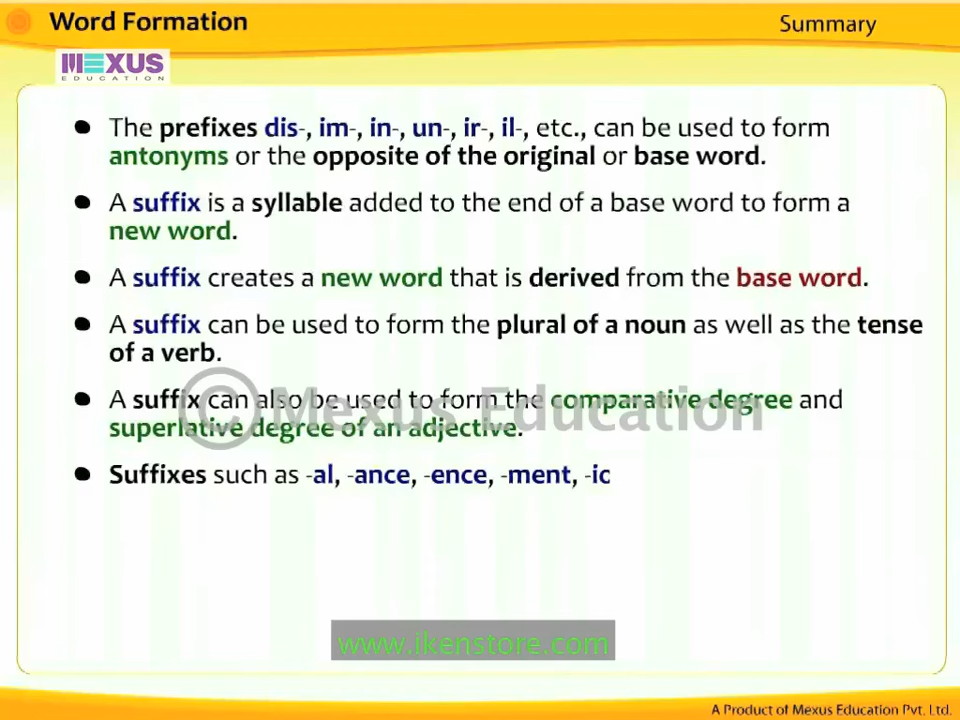 Word Formation
Summary
MEXUS
EDUCATION
● The prefixes dis-, im-, in-, un-, ir-, il-, etc., can be used to form
antonyms or the opposite of the original or base word.
● A suffix is a syllable added to the end of a base word to form a
new word.
● A suffix creates a new word that is derived from the base word.
● A suffix can be used to form the plural of a noun as well as the tense
of a verb.
● A suffix can also be used to form the comparative degree and
superlative degree of an adjective.
© Mexus Education
● Suffixes such as -al, -ance, -ence, -ment, -ic
www.ikenstore.com
A Product of Mexus Education Pvt. Ltd.